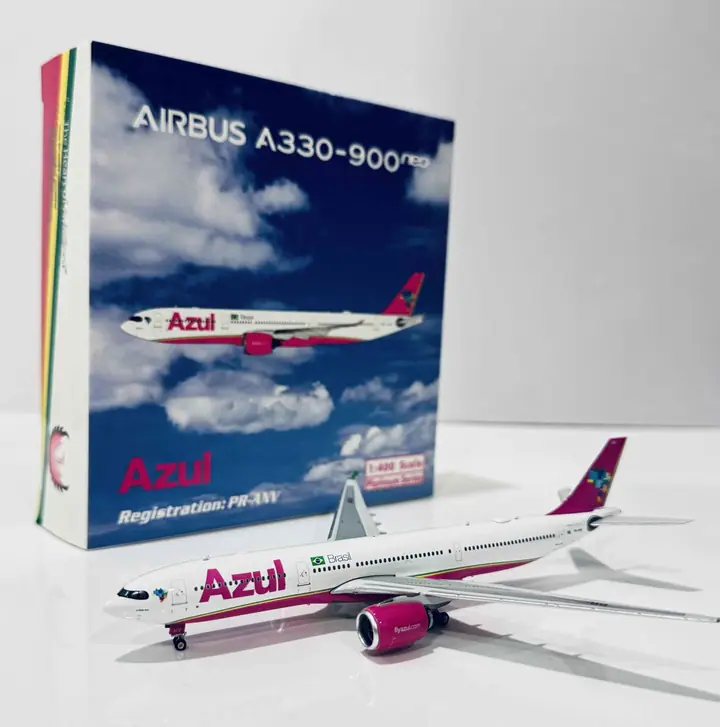 AIRBUS A330-900neo
Azul
Brasil
Azul
1:400 Scale
Registration: PR-ANV
Azul
Brasil
flyazul.com